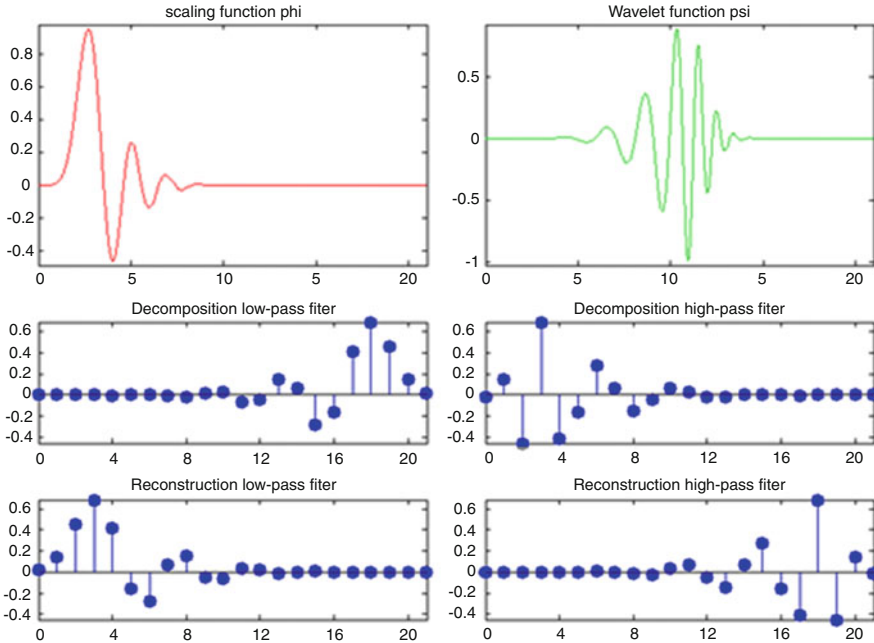 scaling function phi
Wavelet function psi
0.8
0.6
0.4
0.2
0
-0.2
-0.4
0 5 10 5 20
0.5
0
-0.5
-1
0 5 10 5 20
Decomposition low-pass fiter
Decomposition high-pass fiter
0.6
0.4
0.2
0
-0.2
-0.4
0 4 8 12 16 20
0.6
0.4
0.2
0
-0.2
-0.4
0 4 8 12 16 20
Reconstruction low-pass fiter
Reconstruction high-pass fiter
0.6
0.4
0.2
0
-0.2
-0.4
0 4 8 12 16 20
0.6
0.4
0.2
0
-0.2
-0.4
0 4 8 12 16 20